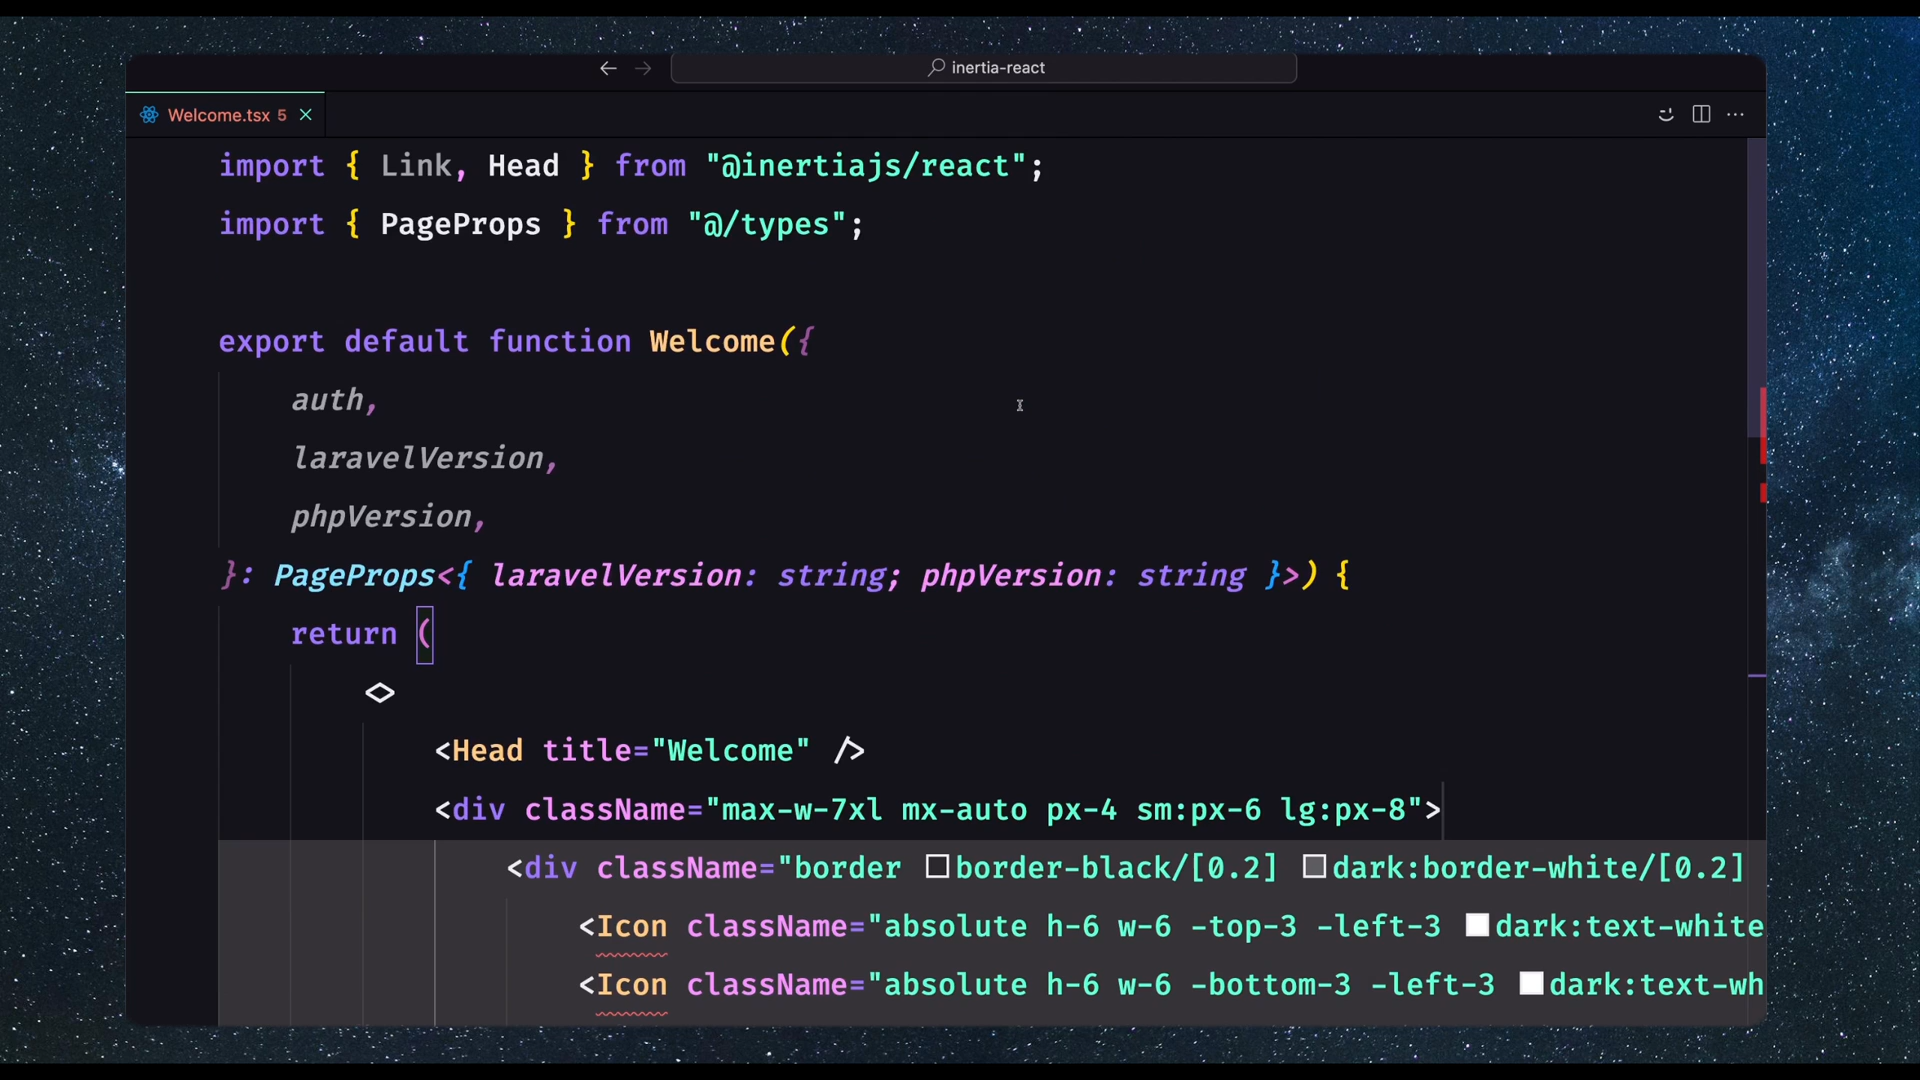 inertia-react
Welcome.tsx 5
import { Link, Head } from "@inertiajs/react";
import { PageProps } from "@/types";
export default function Welcome({
auth,
laravelVersion,
phpVersion,
}: PageProps<{ laravelVersion: string; phpVersion: string }>) {
return (
<>
<Head title="Welcome" />
<div className="max-w-7xl mx-auto px-4 sm:px-6 lg:px-8">
<div className="border border-black/[0.2] dark:border-white/[0.2]
<Icon className="absolute h-6 w-6 -top-3 -left-3 dark:text-white
<Icon className="absolute h-6 w-6 -bottom-3 -left-3 dark:text-wh